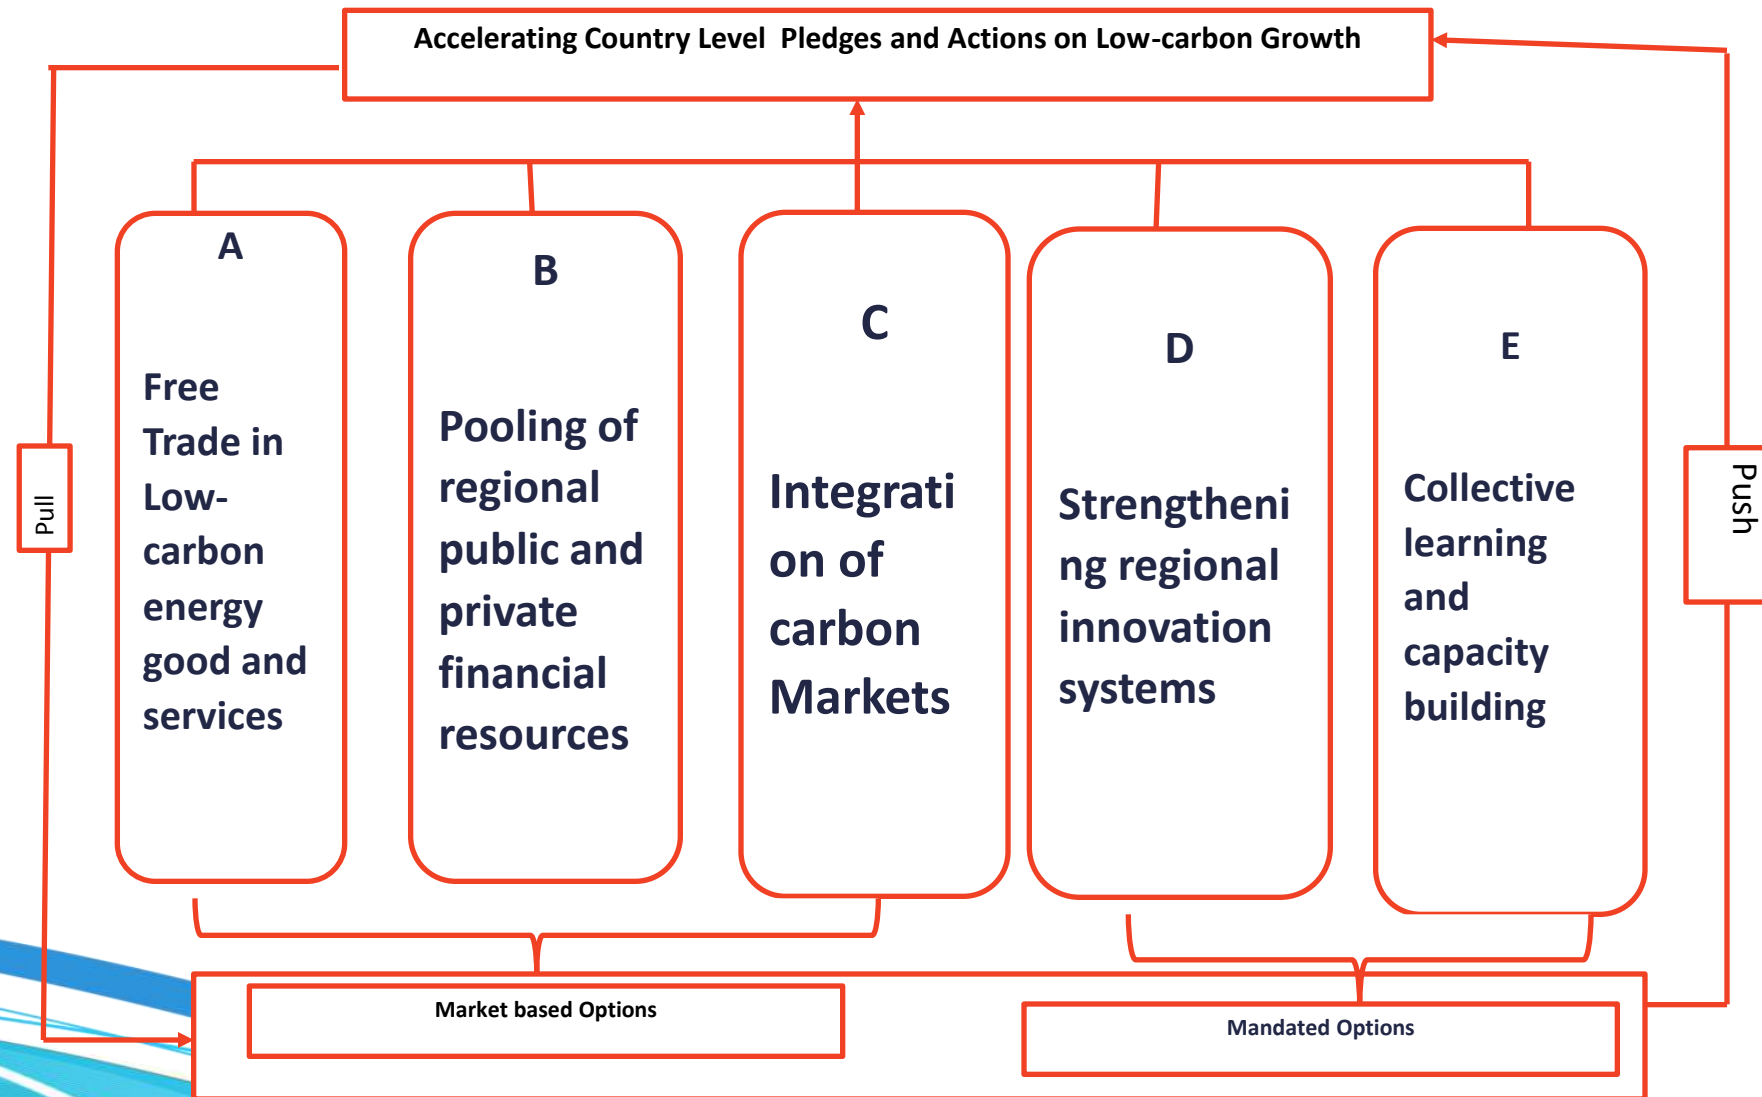 Accelerating Country Level  Pledges and Actions on Low-carbon Growth
A
Free
Trade in
Low-
carbon
energy
good and
services
B
Pooling of
regional
public and
private
financial
resources
C
Integrati
on of
carbon
Markets
D
Strengtheni
ng regional
innovation
systems
E
Collective
learning
and
capacity
building
Pull
Push
Market based Options
Mandated Options